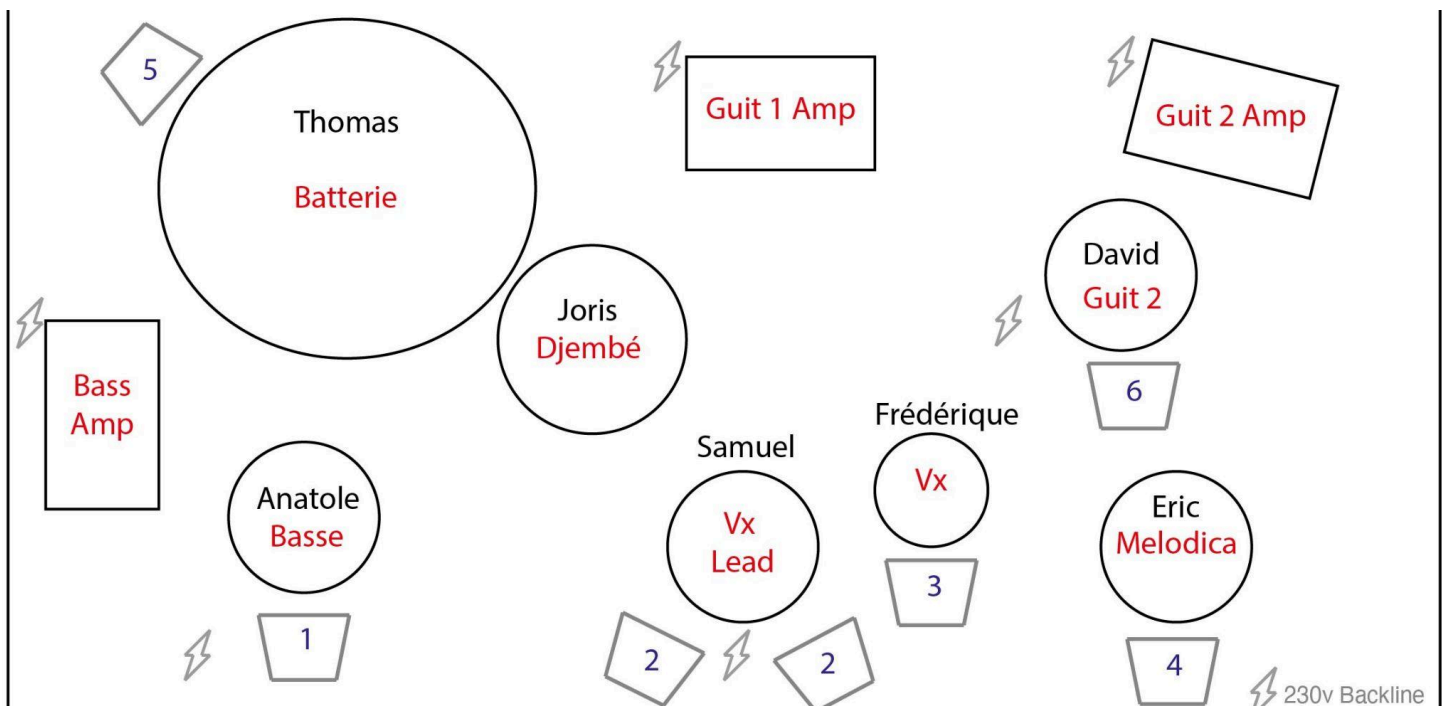 5
Thomas
Batterie
Guit 1 Amp
Guit 2 Amp
David
Guit 2
Joris
Djembé
6
Bass
Amp
Frédérique
Vx
Samuel
Vx
Lead
Anatole
Basse
Eric
Melodica
3
1
2
2
4
230v Backline